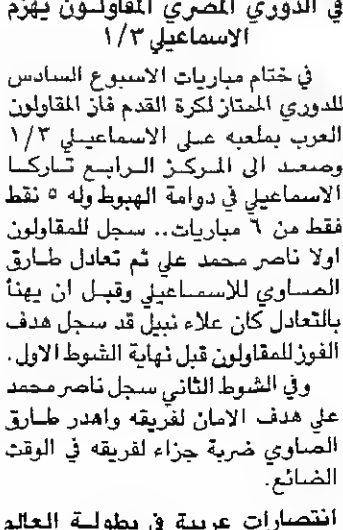 في الدوري المصري المقاولون يهزم
الاسماعيلي ٣/١
في ختام مباريات الاسبوع السادس
للدوري الممتاز لكرة القدم فاز المقاولون
العرب بملعبه على الاسماعيلي ٣/١
وصعد الى المركز الرابع تاركا
الاسماعيلي في دوامة الهبوط وله ٥ نقط
فقط من ٦ مباريات.. سجل للمقاولون
اولا ناصر محمد علي ثم تعادل طارق
الصاوي للاسماعيلي وقبل ان يهنأ
بالتعادل كان علاء نبيل قد سجل هدف
الفوز للمقاولون قبل نهاية الشوط الاول.
وفي الشوط الثاني سجل ناصر محمد
علي هدف الامان لفريقه واهدر طارق
الصاوي ضربة جزاء لفريقه في الوقت
الضائع.
انتصارات عربية في بطولة العالم